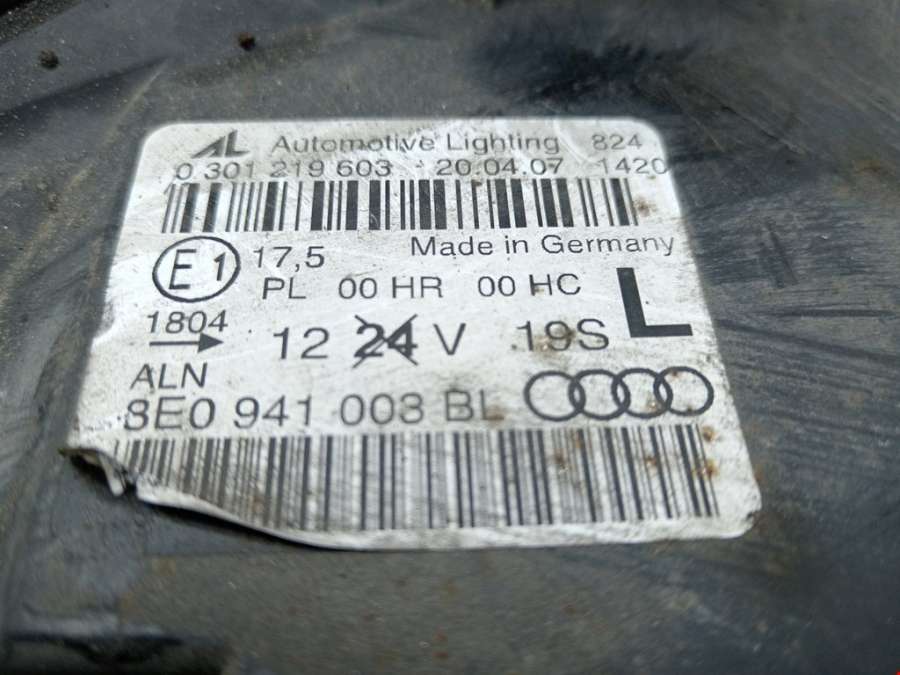 AL Automotive Lighting 824
0 301 219 603 20.04.07 1420
Made in Germany
E1 17,5
PL 00 HR 00 HC
L
1804
12 24 V 19S
ALN
8E0 941 003 BL